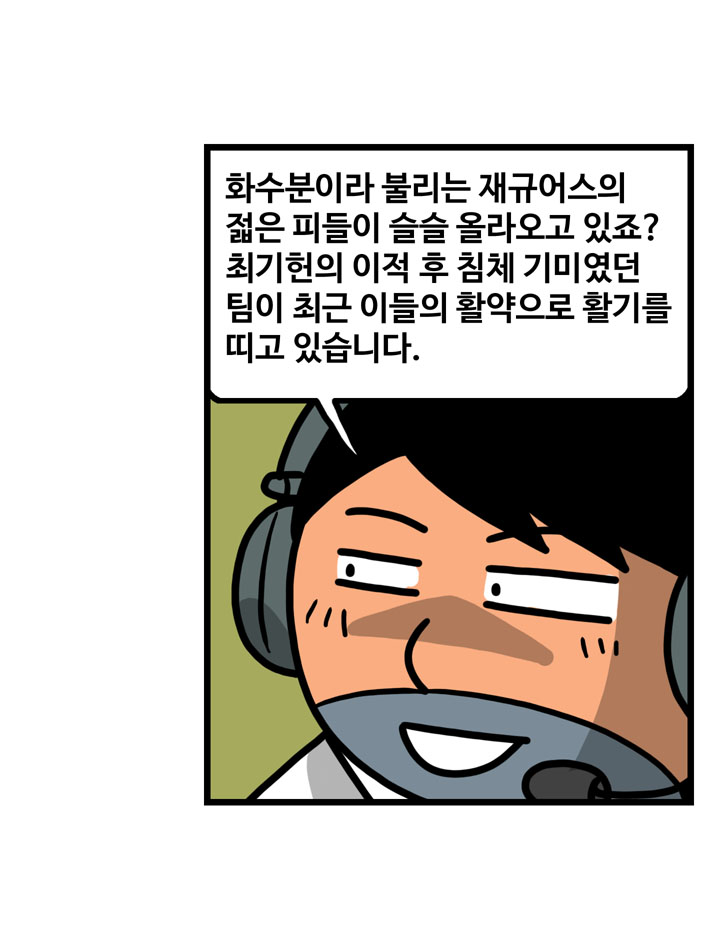 화수분이라 불리는 재규어스의
젊은 피들이 슬슬 올라오고 있죠?
최기헌의 이적 후 침체 기미였던
팀이 최근 이들의 활약으로 활기를
띠고 있습니다.